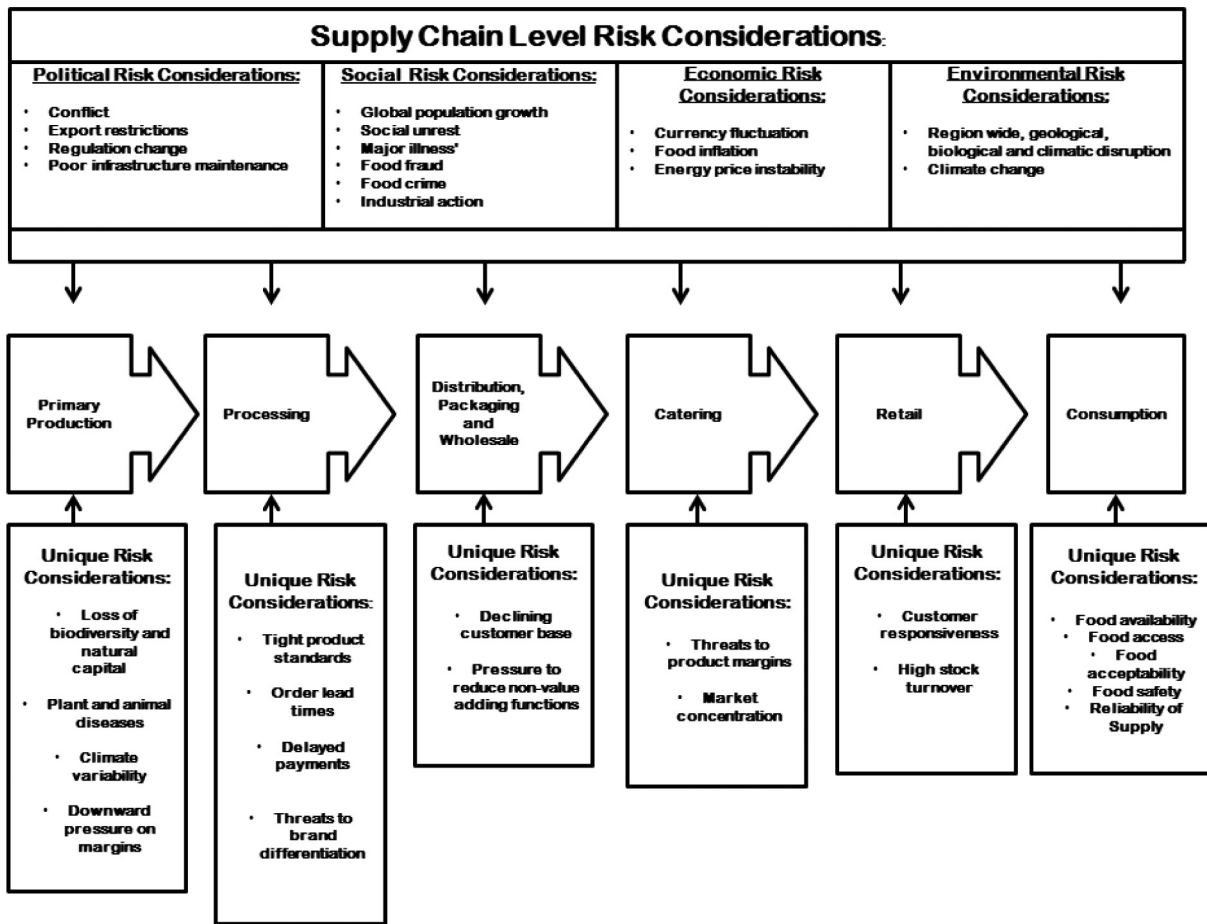 Supply Chain Level Risk Considerations:
Political Risk Considerations:
• Conflict
• Export restrictions
• Regulation change
• Poor infrastructure maintenance
Social Risk Considerations:
• Global population growth
• Social unrest
• Major illness'
• Food fraud
• Food crime
• Industrial action
Economic Risk
Considerations:
• Currency fluctuation
• Food inflation
• Energy price instability
Environmental Risk
Considerations:
• Region wide, geological,
biological and climatic disruption
• Climate change
Primary
Production
Processing
Distribution,
Packaging
and
Wholesale
Catering
Retail
Consumption
Unique Risk
Considerations:
• Loss of
biodiversity and
natural
capital
• Plant and animal
diseases
• Climate
variability
• Downward
pressure on
margins
Unique Risk
Considerations:
• Tight product
standards
• Order lead
times
• Delayed
payments
• Threats to
brand
differentiation
Unique Risk
Considerations:
• Declining
customer base
• Pressure to
reduce non-value
adding functions
Unique Risk
Considerations:
• Threats to
product margins
• Market
concentration
Unique Risk
Considerations:
• Customer
responsiveness
• High stock
turnover
Unique Risk
Considerations:
• Food availability
• Food access
• Food
acceptability
• Food safety
• Reliability of
Supply